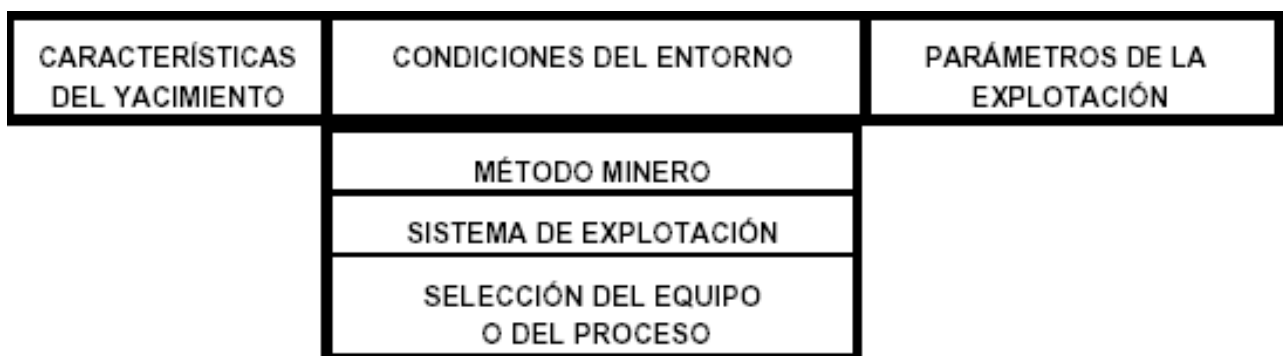 CARACTERÍSTICAS
DEL YACIMIENTO
CONDICIONES DEL ENTORNO
PARÁMETROS DE LA
EXPLOTACIÓN
MÉTODO MINERO
SISTEMA DE EXPLOTACIÓN
SELECCIÓN DEL EQUIPO
O DEL PROCESO